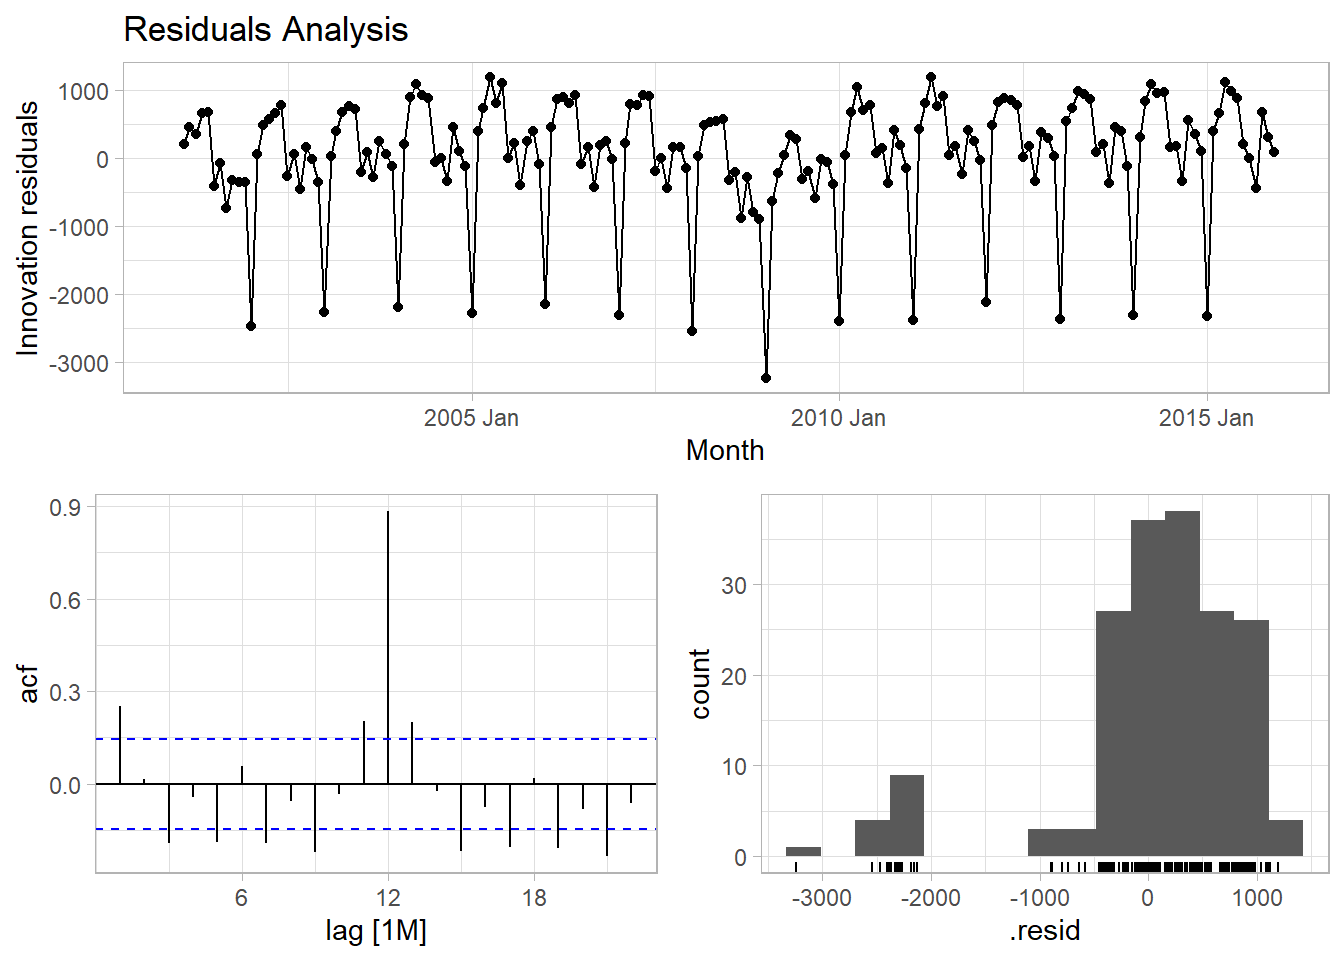 Residuals Analysis
Innovation residuals
1000
0
-1000
-2000
-3000
2005 Jan
2010 Jan
2015 Jan
Month
acf
0.9
0.6
0.3
0.0
6
12
18
lag [1M]
count
30
20
10
0
-3000
-2000
-1000
0
1000
.resid